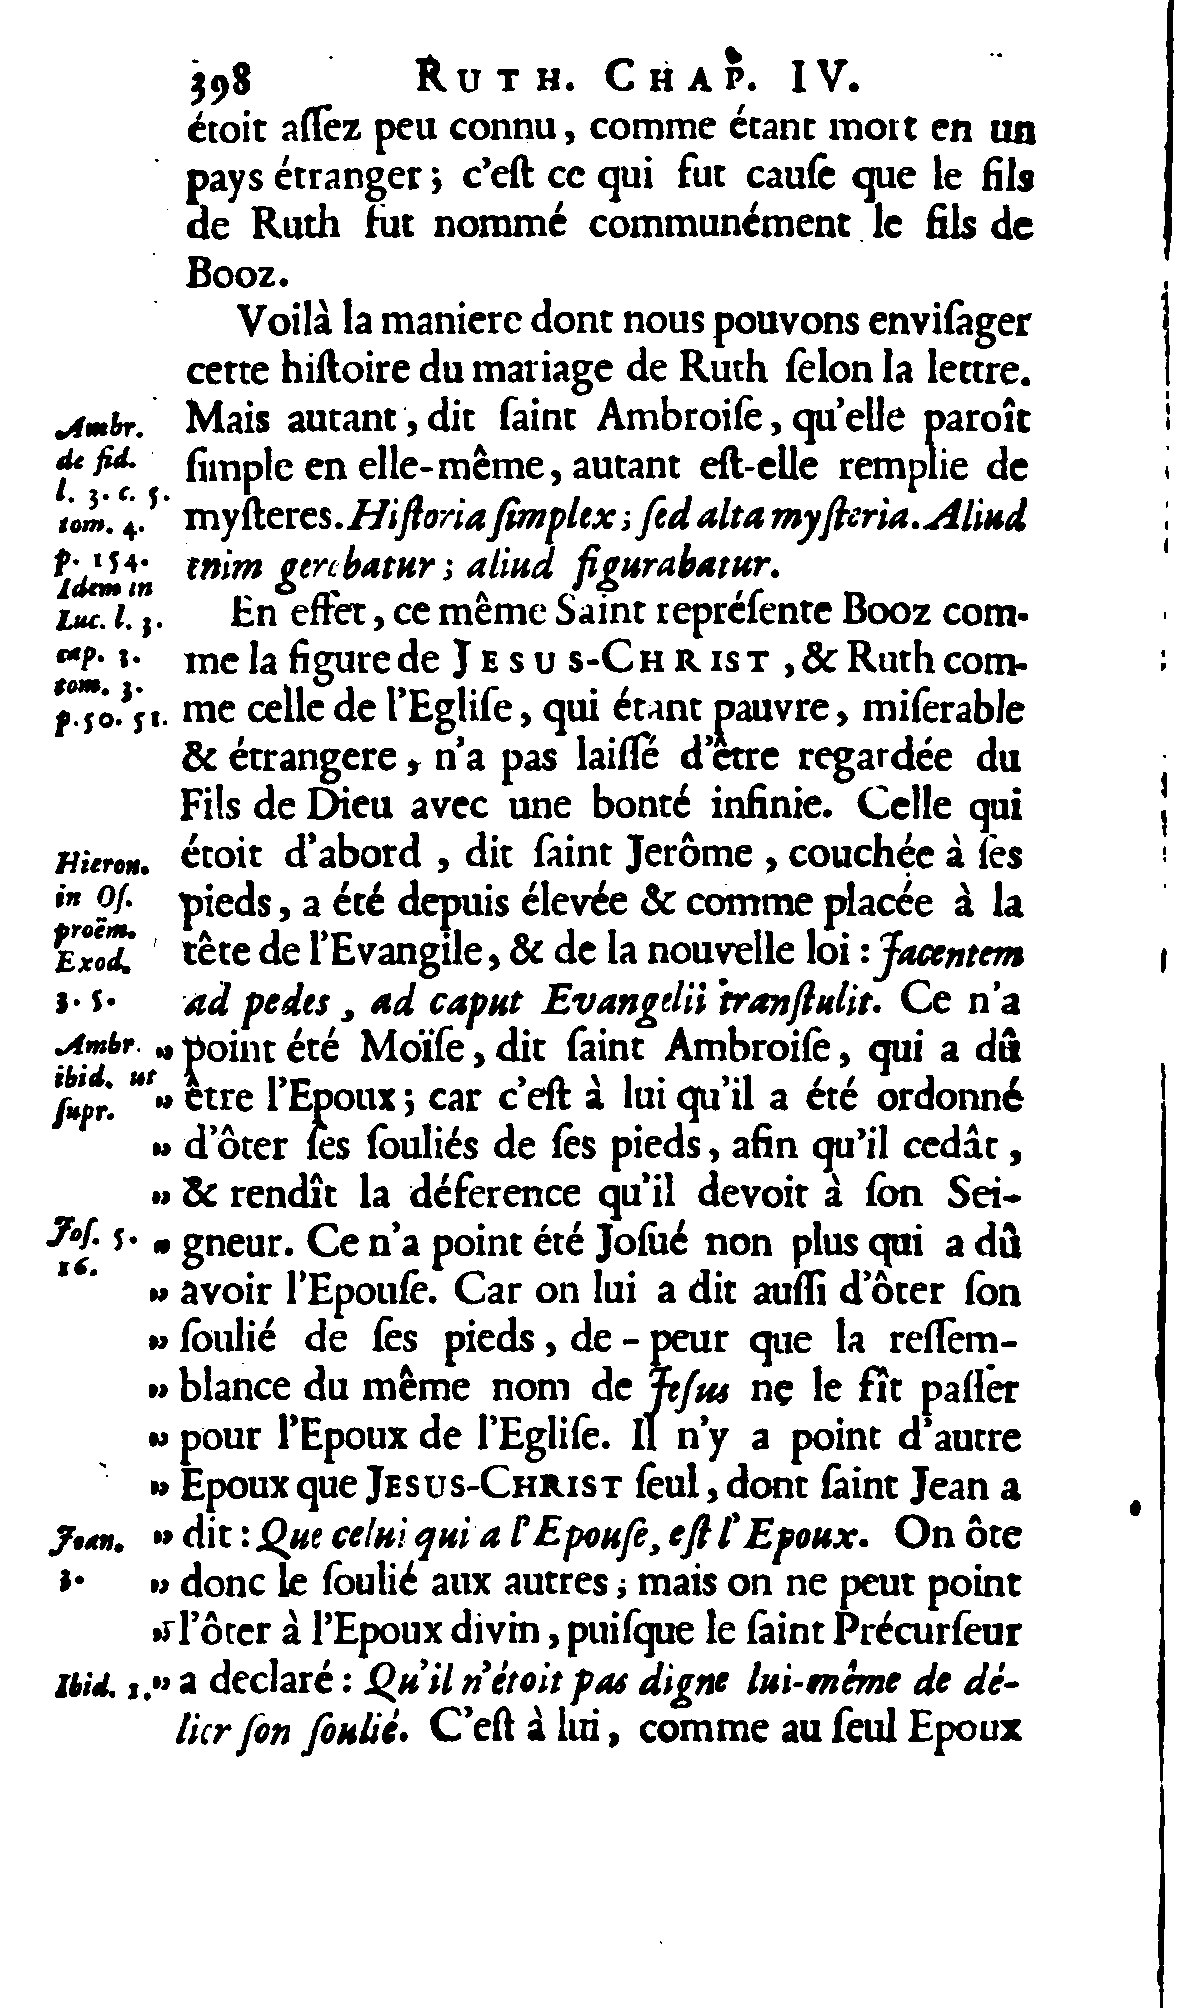 398 RUTH. CHAP. IV.
étoit aſſez peu connu, comme étant mort en un
pays étranger; c'eſt ce qui fut cauſe que le fils
de Ruth fut nommé communément le fils de
Booz.
Voilà la maniere dont nous pouvons enviſager
cette hiſtoire du mariage de Ruth ſelon la lettre.
Mais autant, dit ſaint Ambroiſe, qu'elle paroît
ſimple en elle-même, autant eſt-elle remplie de
myſteres. Hiſtoria ſimplex; ſed alta myſteria. Aliud
enim gerebatur; aliud figurabatur.
Ambr.
de fid.
l. 3. c. 5.
tom. 4.
p. 154.
Idem in
Luc. l. 3.
cap. 3.
tom. 3.
p. 50. 51.
En effet, ce même Saint repréſente Booz com-
me la figure de JESUS-CHRIST, & Ruth com-
me celle de l'Egliſe, qui étant pauvre, miſerable
& étrangere, n'a pas laiſſé d'être regardée du
Fils de Dieu avec une bonté infinie. Celle qui
étoit d'abord, dit ſaint Jerôme, couchée à ſes
pieds, a été depuis élevée & comme placée à la
tête de l'Evangile, & de la nouvelle loi: Jacentem
ad pedes, ad caput Evangelii tranſtulit. Ce n'a
Hieron.
in Oſ.
proëm.
Exod.
3. 5.
" point été Moïſe, dit ſaint Ambroiſe, qui a dû
" être l'Epoux; car c'eſt à lui qu'il a été ordonné
" d'ôter ſes ſouliés de ſes pieds, afin qu'il cedât,
" & rendît la déference qu'il devoit à ſon Sei-
" gneur. Ce n'a point été Joſué non plus qui a dû
" avoir l'Epouſe. Car on lui a dit auſſi d'ôter ſon
" ſoulié de ſes pieds, de-peur que la reſſem-
" blance du même nom de Jeſus ne le fît paſſer
" pour l'Epoux de l'Egliſe. Il n'y a point d'autre
" Epoux que JESUS-CHRIST ſeul, dont ſaint Jean a
" dit: Que celui qui a l'Epouſe, eſt l'Epoux. On ôte
" donc le ſoulié aux autres; mais on ne peut point
" l'ôter à l'Epoux divin, puiſque le ſaint Précurſeur
" a declaré: Qu'il n'étoit pas digne lui-même de dé-
lier ſon ſoulié. C'eſt à lui, comme au ſeul Epoux
Ambr.
ibid. ut
ſupr.
Joſ. 5.
16.
Joan.
3.
Ibid. 1.